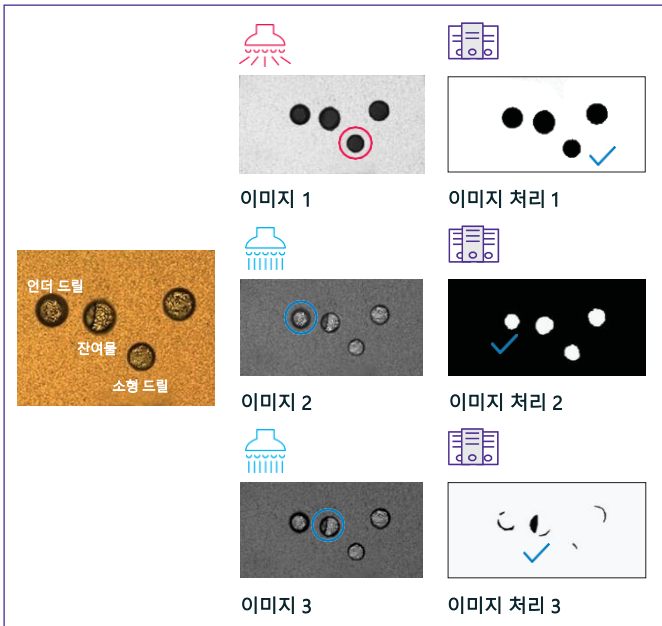 이미지 1
이미지 처리 1
언더 드릴
잔여물
소형 드릴
이미지 2
이미지 처리 2
이미지 3
이미지 처리 3